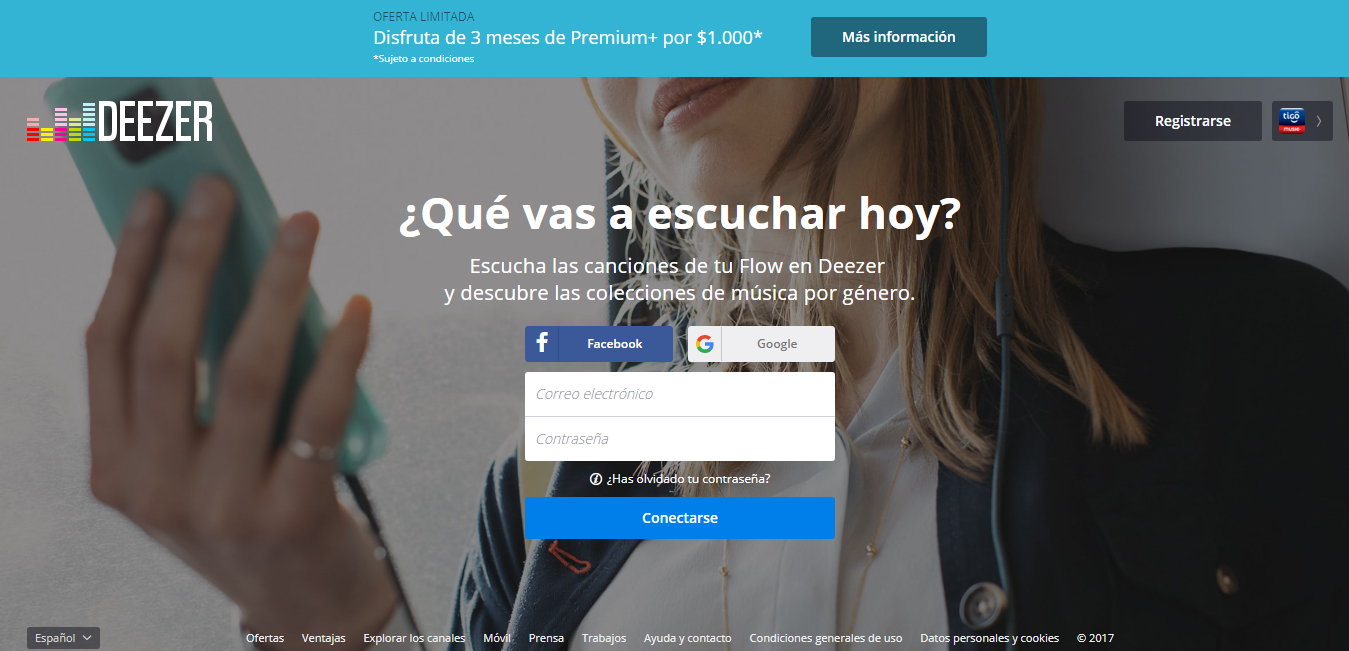 OFERTA LIMITADA
Disfruta de 3 meses de Premium+ por $1.000*
*Sujeto a condiciones
Más información
DEEZER
Registrarse
tigo
music
¿Qué vas a escuchar hoy?
Escucha las canciones de tu Flow en Deezer
y descubre las colecciones de música por género.
Facebook
Google
Correo electrónico
Contraseña
¿Has olvidado tu contraseña?
Conectarse
Español
Ofertas Ventajas Explorar los canales Móvil Prensa Trabajos Ayuda y contacto Condiciones generales de uso Datos personales y cookies © 2017